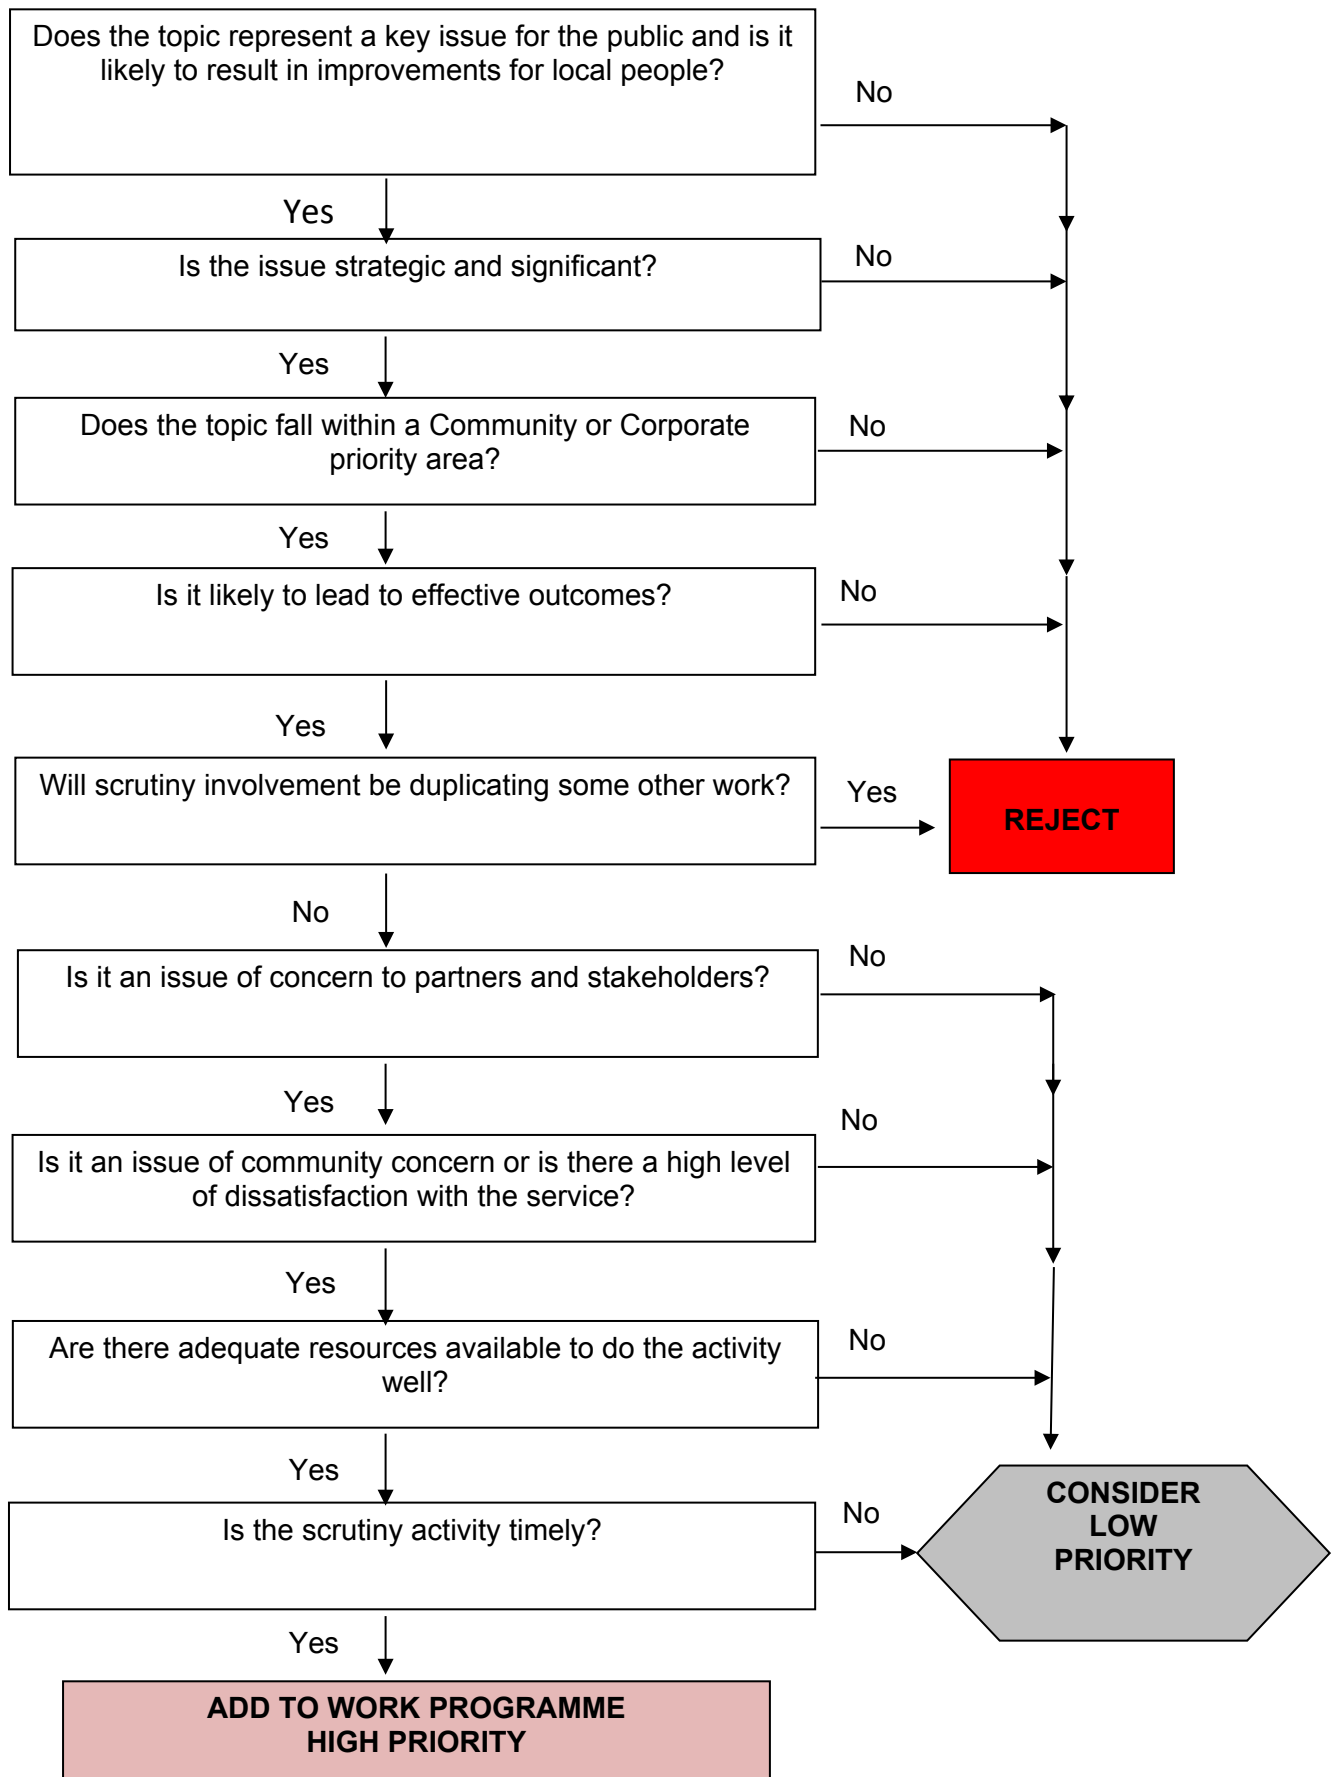 Does the topic represent a key issue for the public and is it
likely to result in improvements for local people?
No
Yes
Is the issue strategic and significant?
No
Yes
Does the topic fall within a Community or Corporate
priority area?
No
Yes
Is it likely to lead to effective outcomes?
No
Yes
Will scrutiny involvement be duplicating some other work?
Yes
REJECT
No
Is it an issue of concern to partners and stakeholders?
No
Yes
Is it an issue of community concern or is there a high level
of dissatisfaction with the service?
No
Yes
Are there adequate resources available to do the activity
well?
No
Yes
Is the scrutiny activity timely?
No
CONSIDER
LOW
PRIORITY
Yes
ADD TO WORK PROGRAMME
HIGH PRIORITY